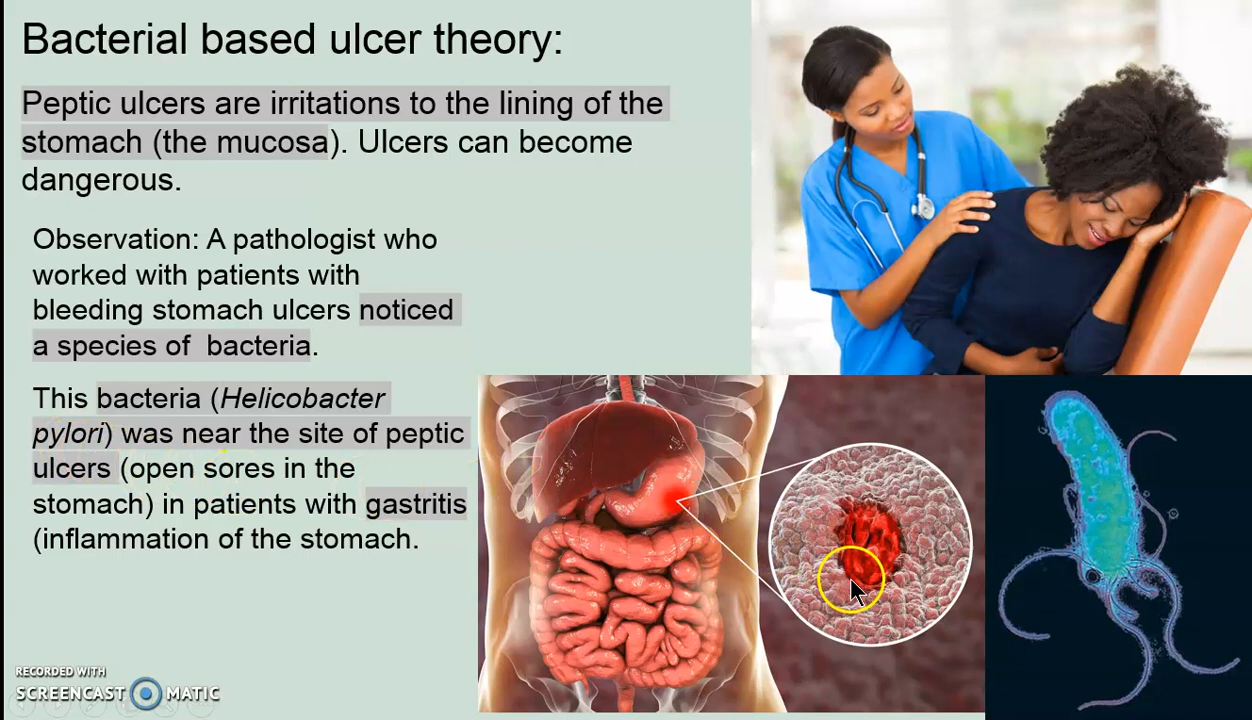 Bacterial based ulcer theory:
Peptic ulcers are irritations to the lining of the
stomach (the mucosa). Ulcers can become
dangerous.
Observation: A pathologist who
worked with patients with
bleeding stomach ulcers noticed
a species of  bacteria.
This bacteria (Helicobacter
pylori) was near the site of peptic
ulcers (open sores in the
stomach) in patients with gastritis
(inflammation of the stomach.
RECORDED WITH
SCREENCAST MATIC